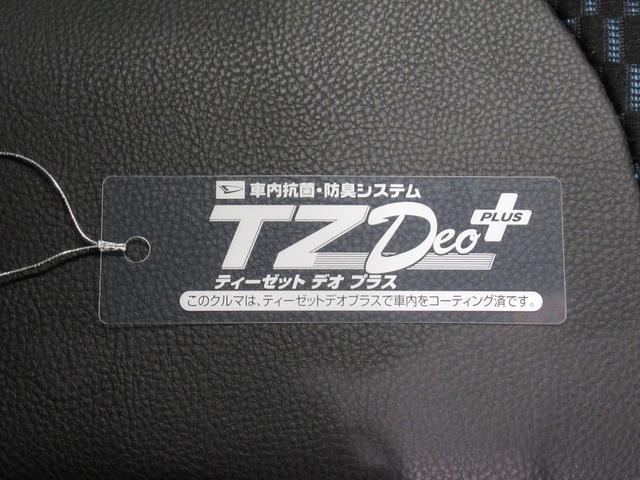 車内抗菌・防臭システム
TZ Deo PLUS
ティーゼット デオ プラス
このクルマは、ティーゼットデオプラスで車内をコーティング済です。